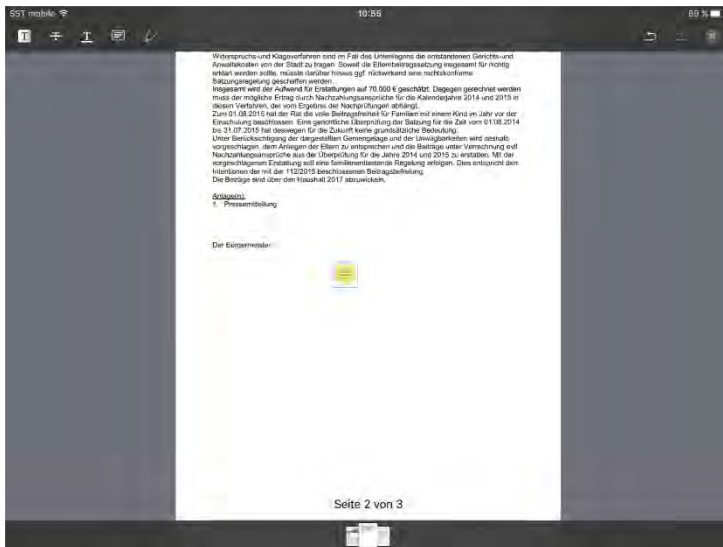 SST mobile 10:55 69 %
Widerspruchs-und Klageverfahren sind im Fall des Unterliegens die entstandenen Gerichts-und
Anwaltskosten von der Stadt zu tragen. Soweit die Elternbeitragssatzung insgesamt für nichtig
erklärt werden sollte, müsste darüber hinaus ggf. rückwirkend eine rechtskonforme
Satzungsregelung geschaffen werden.
Insgesamt wird der Aufwand für Erstattungen auf 70.000 € geschätzt. Dagegen gerechnet werden
muss der mögliche Ertrag durch Nachzahlungsansprüche für die Kalenderjahre 2014 und 2015 in
diesen Verfahren, der vom Ergebnis der Nachprüfungen abhängt.
Zum 01.08.2015 hat der Rat die volle Beitragsfreiheit für Familien mit einem Kind im Jahr vor der
Einschulung beschlossen. Eine gerichtliche Überprüfung der Satzung für die Zeit vom 01.08.2014
bis 31.07.2015 hat deswegen für die Zukunft keine grundsätzliche Bedeutung.
Unter Berücksichtigung der dargestellten Gemengelage und der Unwägbarkeiten wird deshalb
vorgeschlagen, dem Anliegen der Eltern zu entsprechen und die Beiträge unter Verrechnung evtl.
Nachzahlungsansprüche aus der Überprüfung für die Jahre 2014 und 2015 zu erstatten. Mit der
vorgeschlagenen Erstattung soll eine familienentlastende Regelung erfolgen. Dies entspricht den
Intentionen der mit der 112/2015 beschlossenen Beitragsbefreiung.
Die Beträge sind über den Haushalt 2017 abzuwickeln.
Anlage(n):
1. Pressemitteilung
Der Bürgermeister
Seite 2 von 3